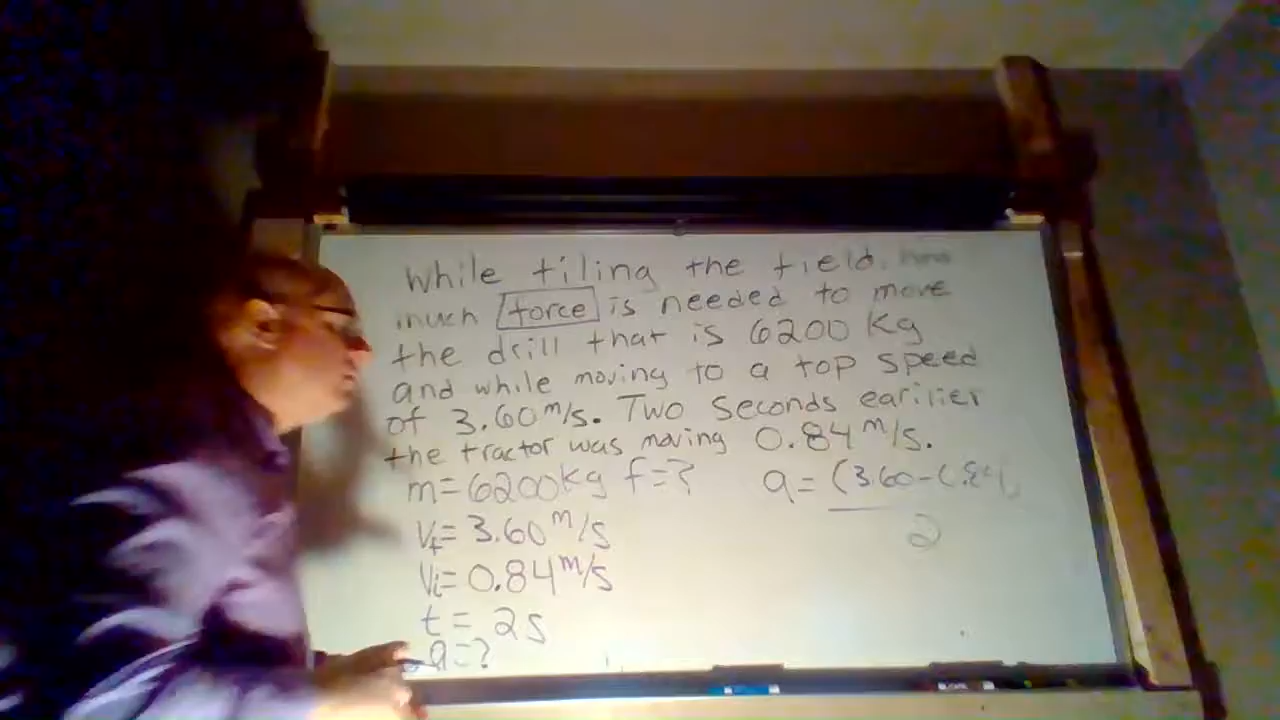 While tiling the field. how
much force is needed to move
the drill that is 6200 Kg
and while moving to a top speed
of 3.60 m/s. Two seconds earilier
the tractor was moving 0.84 m/s.
m=6200kg f=? a= (3.60-(.84)
2
Vf= 3.60 m/s
Vi= 0.84 m/s
t= 2s
a=?